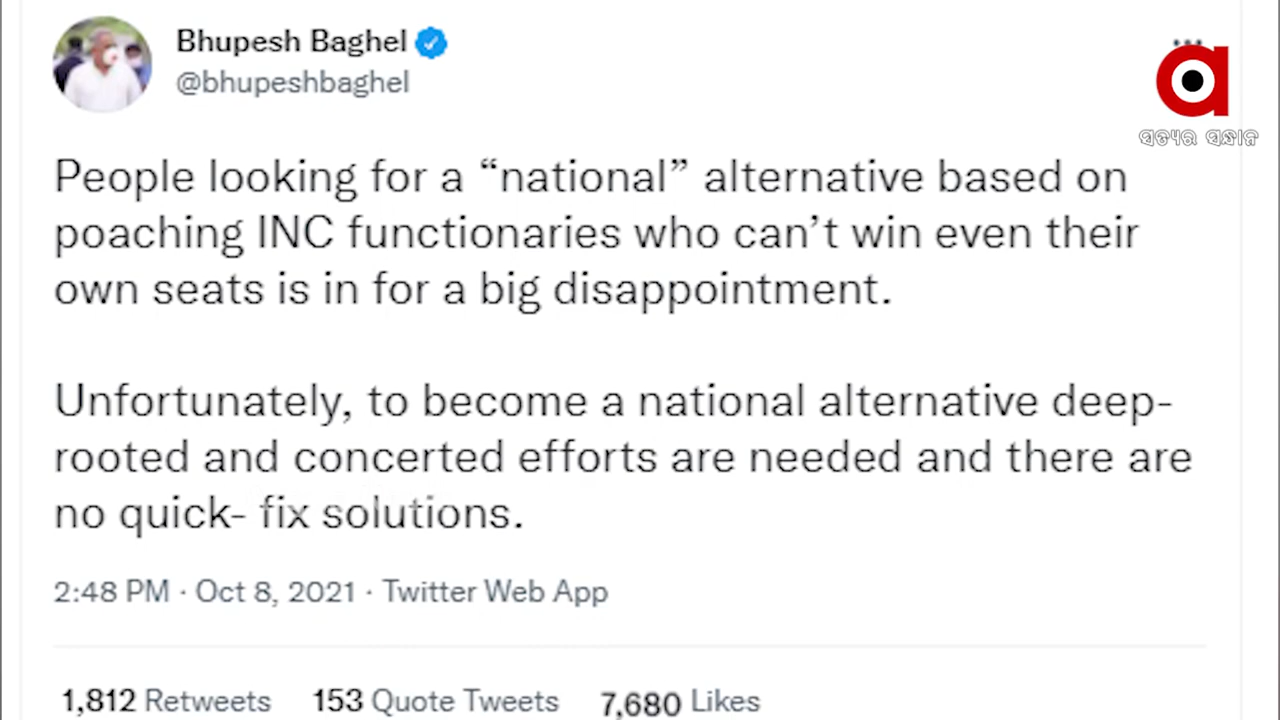 Bhupesh Baghel
@bhupeshbaghel
ସତ୍ୟର ସନ୍ଧାନ
People looking for a “national” alternative based on
poaching INC functionaries who can’t win even their
own seats is in for a big disappointment.
Unfortunately, to become a national alternative deep-
rooted and concerted efforts are needed and there are
no quick- fix solutions.
2:48 PM · Oct 8, 2021 · Twitter Web App
1,812 Retweets 153 Quote Tweets 7,680 Likes